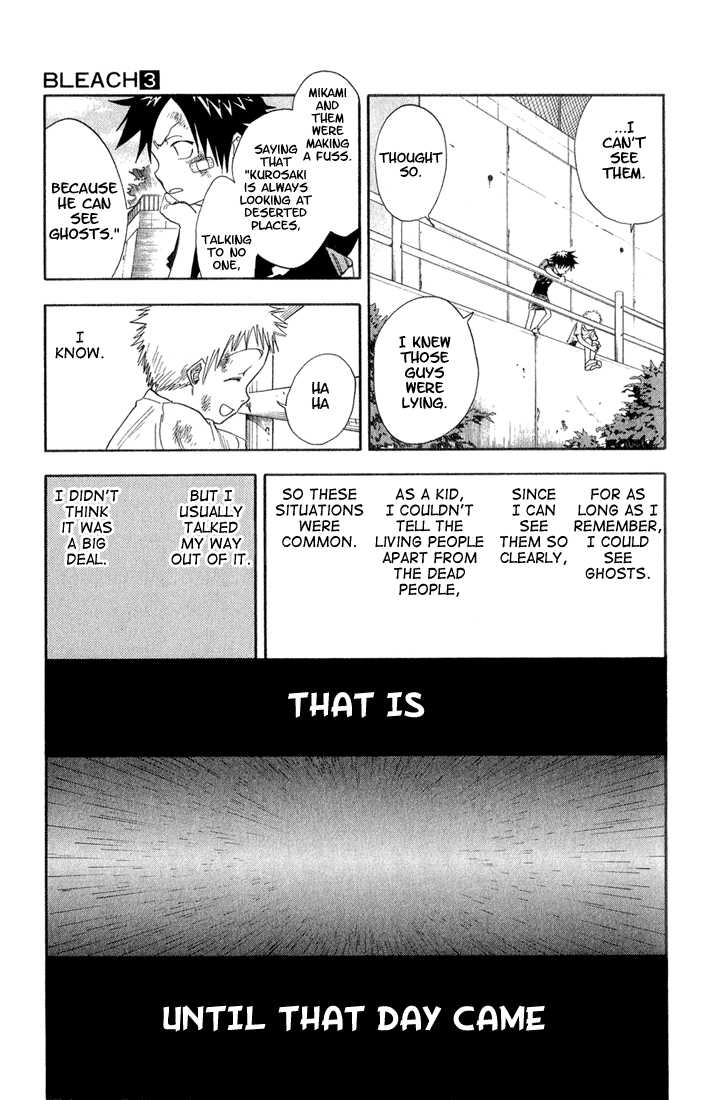 BLEACH 3
...I
CAN'T
SEE
THEM.
THOUGHT
SO.
I KNEW
THOSE
GUYS
WERE
LYING.
MIKAMI
AND
THEM
WERE
MAKING
A FUSS.
SAYING
THAT
"KUROSAKI
IS ALWAYS
LOOKING AT
DESERTED
PLACES,
TALKING
TO NO
ONE,
BECAUSE
HE CAN
SEE
GHOSTS."
HA
HA
I
KNOW.
FOR AS
LONG AS I
REMEMBER,
I COULD
SEE
GHOSTS.
SINCE
I CAN
SEE
THEM SO
CLEARLY,
AS A KID,
I COULDN'T
TELL THE
LIVING PEOPLE
APART FROM
THE DEAD
PEOPLE,
SO THESE
SITUATIONS
WERE
COMMON.
BUT I
USUALLY
TALKED
MY WAY
OUT OF IT.
I DIDN'T
THINK
IT WAS
A BIG
DEAL.
THAT IS
UNTIL THAT DAY CAME